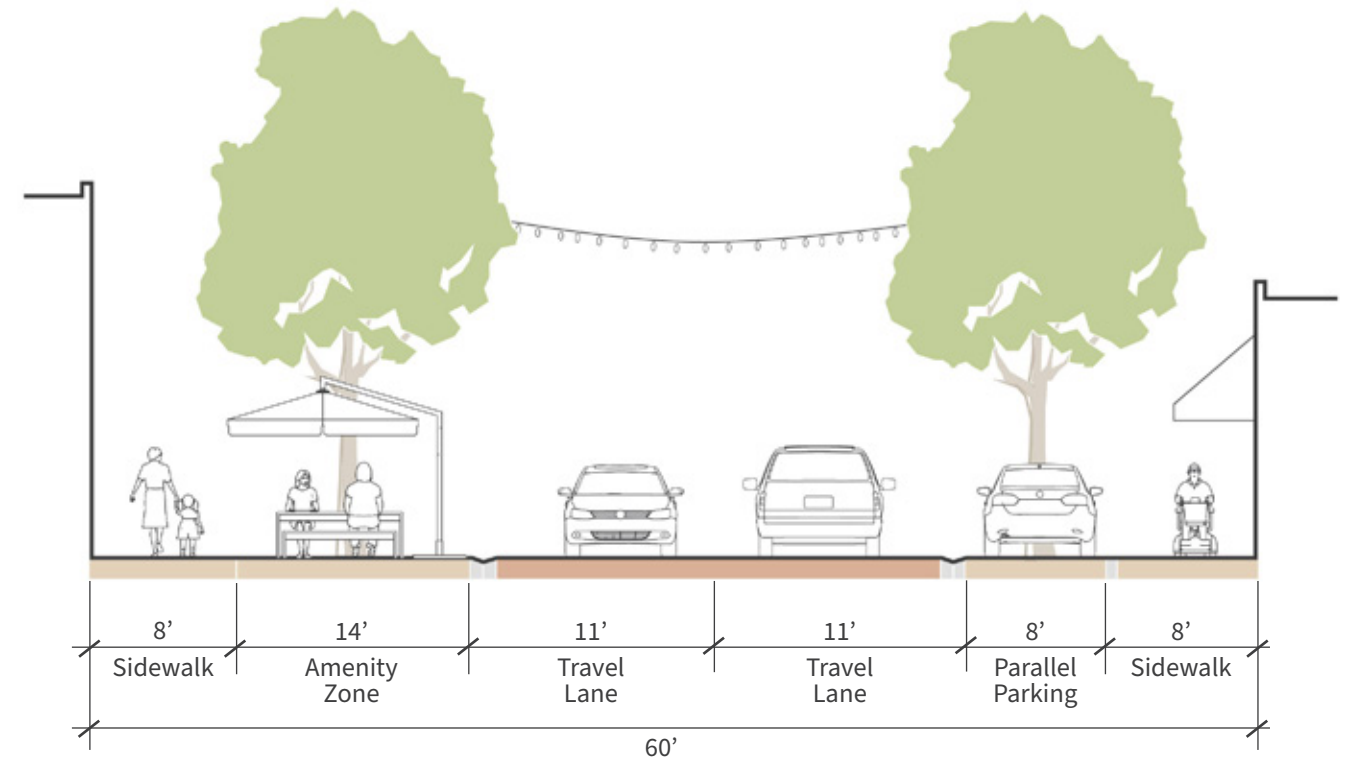 8’ 14’ 11’ 11’ 8’ 8’
Sidewalk Amenity Travel Travel Parallel Sidewalk
Zone Lane Lane Parking
60’